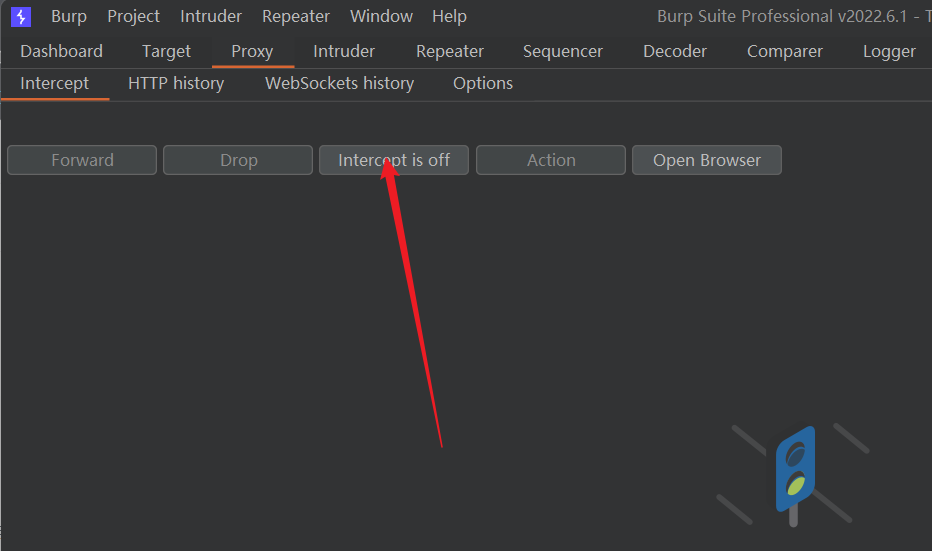 Burp Project Intruder Repeater Window Help Burp Suite Professional v2022.6.1 -
Dashboard Target Proxy Intruder Repeater Sequencer Decoder Comparer Logger
Intercept HTTP history WebSockets history Options
Forward Drop Intercept is off Action Open Browser